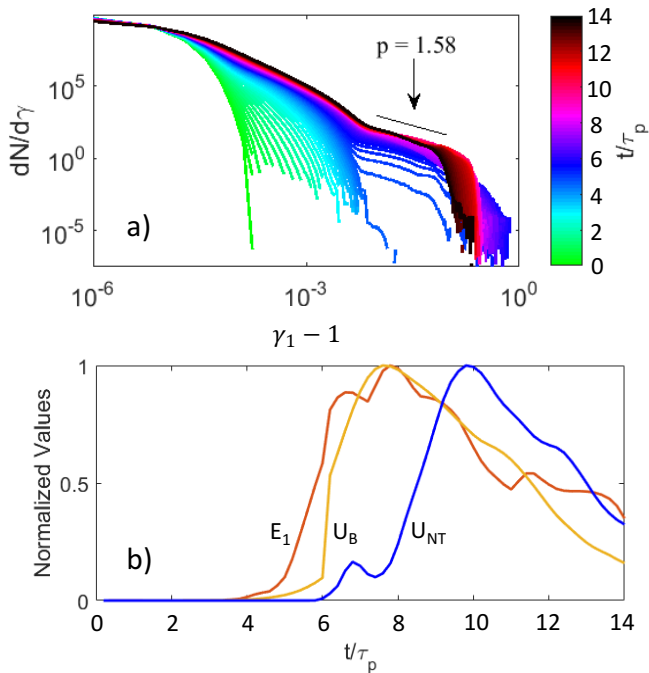 a)
dN/dγ
10^5
10^0
10^-5
p = 1.58
10^-6
10^-3
10^0
γ_1 − 1
14
12
10
8
6
4
2
0
t/τ_p
b)
Normalized Values
1
0.5
0
E_1
U_B
U_NT
0
2
4
6
8
10
12
14
t/τ_p